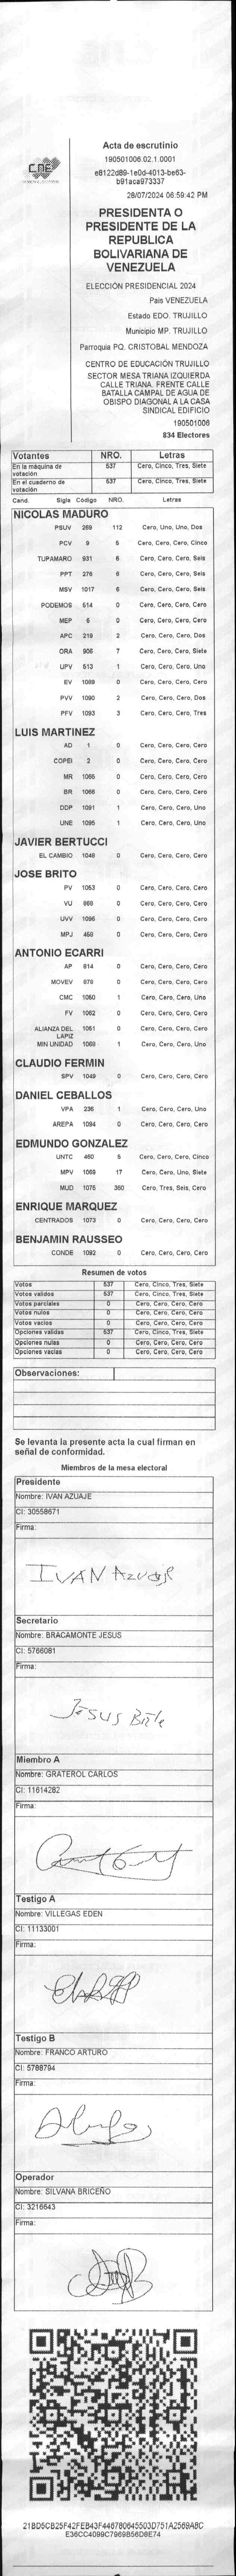 CNE
Acta de escrutinio
190501006.02.1.0001
e8122d89-1e0d-4013-be63-
b91aca973337
28/07/2024 06:59:42 PM
PRESIDENTA O
PRESIDENTE DE LA
REPUBLICA
BOLIVARIANA DE
VENEZUELA
ELECCIÓN PRESIDENCIAL 2024
Pais VENEZUELA
Estado EDO. TRUJILLO
Municipio MP. TRUJILLO
Parroquia PQ. CRISTOBAL MENDOZA
CENTRO DE EDUCACIÓN TRUJILLO
SECTOR MESA TRIANA IZQUIERDA
CALLE TRIANA. FRENTE CALLE
BATALLA CAMPAL DE AGUA DE
OBISPO DIAGONAL A LA CASA
SINDICAL EDIFICIO
190501006
834 Electores
Votantes NRO. Letras
En la máquina de votación 537 Cero, Cinco, Tres, Siete
En el cuaderno de votación 537 Cero, Cinco, Tres, Siete
Cand. Sigla Código NRO. Letras
NICOLAS MADURO
PSUV 269 112 Cero, Uno, Uno, Dos
PCV 9 5 Cero, Cero, Cero, Cinco
TUPAMARO 931 6 Cero, Cero, Cero, Seis
PPT 276 6 Cero, Cero, Cero, Seis
MSV 1017 6 Cero, Cero, Cero, Seis
PODEMOS 514 0 Cero, Cero, Cero, Cero
MEP 6 0 Cero, Cero, Cero, Cero
APC 219 2 Cero, Cero, Cero, Dos
ORA 906 7 Cero, Cero, Cero, Siete
UPV 513 1 Cero, Cero, Cero, Uno
EV 1089 0 Cero, Cero, Cero, Cero
PVV 1090 2 Cero, Cero, Cero, Dos
PFV 1093 3 Cero, Cero, Cero, Tres
LUIS MARTINEZ
AD 1 0 Cero, Cero, Cero, Cero
COPEI 2 0 Cero, Cero, Cero, Cero
MR 1065 0 Cero, Cero, Cero, Cero
BR 1066 0 Cero, Cero, Cero, Cero
DDP 1091 1 Cero, Cero, Cero, Uno
UNE 1095 1 Cero, Cero, Cero, Uno
JAVIER BERTUCCI
EL CAMBIO 1048 0 Cero, Cero, Cero, Cero
JOSE BRITO
PV 1053 0 Cero, Cero, Cero, Cero
VU 868 0 Cero, Cero, Cero, Cero
UVV 1096 0 Cero, Cero, Cero, Cero
MPJ 456 0 Cero, Cero, Cero, Cero
ANTONIO ECARRI
AP 814 0 Cero, Cero, Cero, Cero
MOVEV 878 0 Cero, Cero, Cero, Cero
CMC 1050 1 Cero, Cero, Cero, Uno
FV 1052 0 Cero, Cero, Cero, Cero
ALIANZA DEL LAPIZ 1051 0 Cero, Cero, Cero, Cero
MIN UNIDAD 1068 1 Cero, Cero, Cero, Uno
CLAUDIO FERMIN
SPV 1049 0 Cero, Cero, Cero, Cero
DANIEL CEBALLOS
VPA 236 1 Cero, Cero, Cero, Uno
AREPA 1094 0 Cero, Cero, Cero, Cero
EDMUNDO GONZALEZ
UNTC 460 5 Cero, Cero, Cero, Cinco
MPV 1069 17 Cero, Cero, Uno, Siete
MUD 1075 360 Cero, Tres, Seis, Cero
ENRIQUE MARQUEZ
CENTRADOS 1073 0 Cero, Cero, Cero, Cero
BENJAMIN RAUSSEO
CONDE 1092 0 Cero, Cero, Cero, Cero
Resumen de votos
Votos 537 Cero, Cinco, Tres, Siete
Votos validos 537 Cero, Cinco, Tres, Siete
Votos parciales 0 Cero, Cero, Cero, Cero
Votos nulos 0 Cero, Cero, Cero, Cero
Votos vacios 0 Cero, Cero, Cero, Cero
Opciones validas 537 Cero, Cinco, Tres, Siete
Opciones nulas 0 Cero, Cero, Cero, Cero
Opciones vacias 0 Cero, Cero, Cero, Cero
Observaciones:
Se levanta la presente acta la cual firman en
señal de conformidad.
Miembros de la mesa electoral
Presidente
Nombre: IVAN AZUAJE
CI: 30558671
Firma:
IVAN Azuaje
Secretario
Nombre: BRACAMONTE JESUS
CI: 5766081
Firma:
Jesus
Miembro A
Nombre: GRATEROL CARLOS
CI: 11614282
Firma:
Testigo A
Nombre: VILLEGAS EDEN
CI: 11133001
Firma:
Testigo B
Nombre: FRANCO ARTURO
CI: 5788794
Firma:
Operador
Nombre: SILVANA BRICEÑO
CI: 3216643
Firma:
21BD5CB25F42FEB43F446780645503D751A2569A8C
E36CC4099C7969B56D9E74